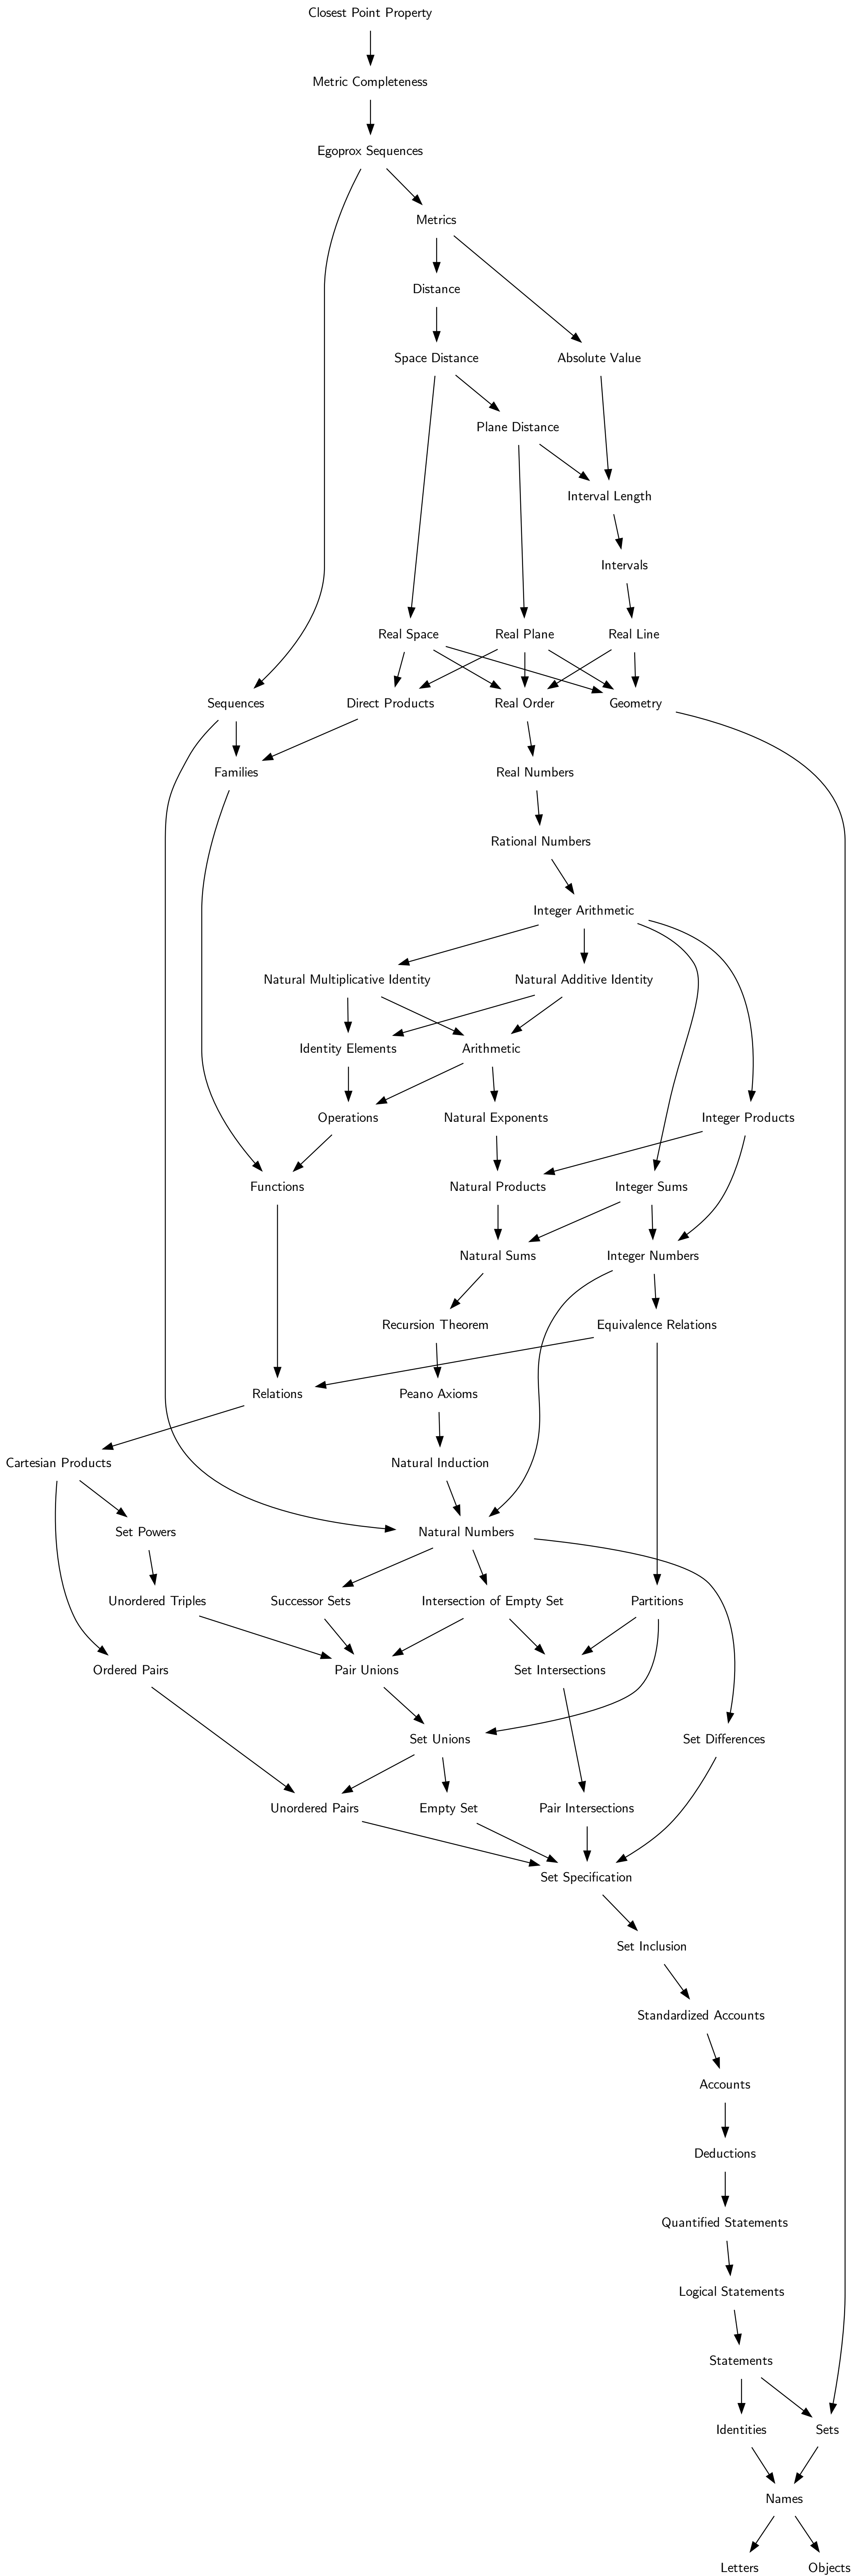 Closest Point Property
Metric Completeness
Egoprox Sequences
Metrics
Distance
Space Distance
Absolute Value
Plane Distance
Interval Length
Intervals
Real Space
Real Plane
Real Line
Sequences
Direct Products
Real Order
Geometry
Families
Real Numbers
Rational Numbers
Integer Arithmetic
Natural Multiplicative Identity
Natural Additive Identity
Identity Elements
Arithmetic
Operations
Natural Exponents
Integer Products
Functions
Natural Products
Integer Sums
Natural Sums
Integer Numbers
Recursion Theorem
Equivalence Relations
Relations
Peano Axioms
Cartesian Products
Natural Induction
Set Powers
Natural Numbers
Unordered Triples
Successor Sets
Intersection of Empty Set
Partitions
Ordered Pairs
Pair Unions
Set Intersections
Set Unions
Set Differences
Unordered Pairs
Empty Set
Pair Intersections
Set Specification
Set Inclusion
Standardized Accounts
Accounts
Deductions
Quantified Statements
Logical Statements
Statements
Identities
Sets
Names
Letters
Objects